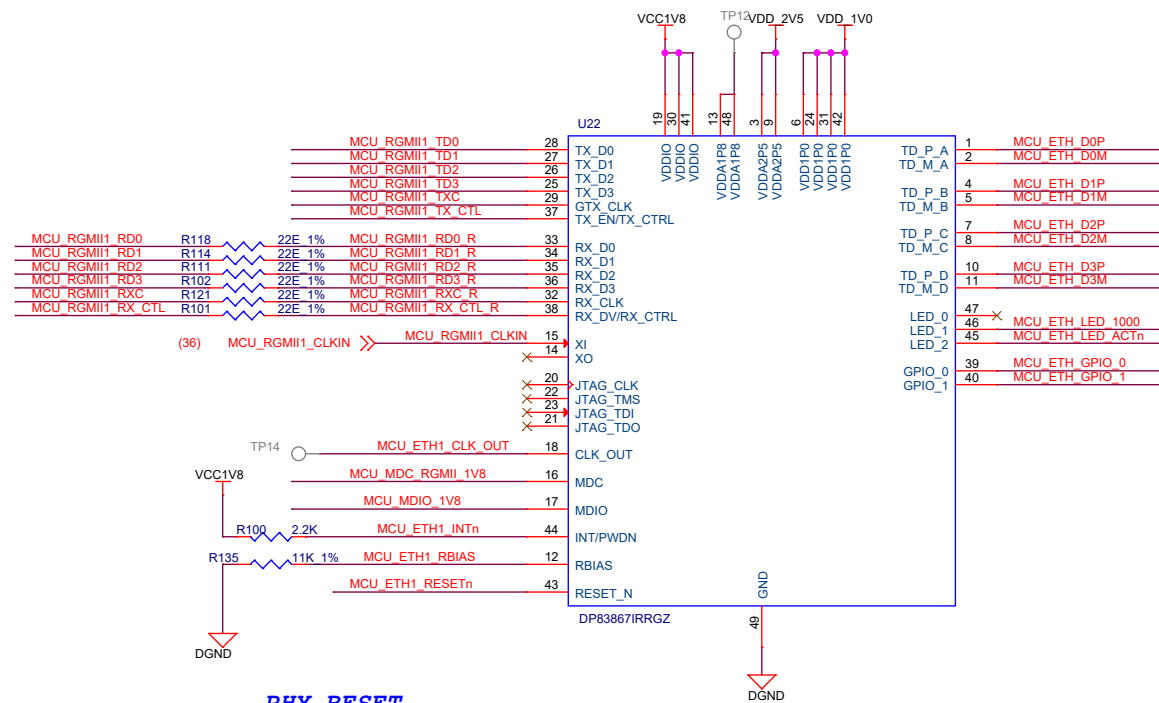 VCC1V8 TP12 VDD_2V5 VDD_1V0
19 30 41 13 48 3 9 6 24 31 42
U22
VDDIO VDDIO VDDIO VDDA1P8 VDDA1P8 VDDA2P5 VDDA2P5 VDD1P0 VDD1P0 VDD1P0 VDD1P0
MCU_RGMII1_TD0 28 TX_D0 TD_P_A 1 MCU_ETH_D0P
MCU_RGMII1_TD1 27 TX_D1 TD_M_A 2 MCU_ETH_D0M
MCU_RGMII1_TD2 26 TX_D2
MCU_RGMII1_TD3 25 TX_D3 TD_P_B 4 MCU_ETH_D1P
MCU_RGMII1_TXC 29 GTX_CLK TD_M_B 5 MCU_ETH_D1M
MCU_RGMII1_TX_CTL 37 TX_EN/TX_CTRL
TD_P_C 7 MCU_ETH_D2P
MCU_RGMII1_RD0 R118 22E_1% MCU_RGMII1_RD0_R 33 RX_D0 TD_M_C 8 MCU_ETH_D2M
MCU_RGMII1_RD1 R114 22E_1% MCU_RGMII1_RD1_R 34 RX_D1
MCU_RGMII1_RD2 R111 22E_1% MCU_RGMII1_RD2_R 35 RX_D2 TD_P_D 10 MCU_ETH_D3P
MCU_RGMII1_RD3 R102 22E_1% MCU_RGMII1_RD3_R 36 RX_D3 TD_M_D 11 MCU_ETH_D3M
MCU_RGMII1_RXC R121 22E_1% MCU_RGMII1_RXC_R 32 RX_CLK
MCU_RGMII1_RX_CTL R101 22E_1% MCU_RGMII1_RX_CTL_R 38 RX_DV/RX_CTRL LED_0 47
LED_1 46 MCU_ETH_LED_1000
(36) MCU_RGMII1_CLKIN MCU_RGMII1_CLKIN 15 XI LED_2 45 MCU_ETH_LED_ACTn
14 XO
GPIO_0 39 MCU_ETH_GPIO_0
20 JTAG_CLK GPIO_1 40 MCU_ETH_GPIO_1
22 JTAG_TMS
23 JTAG_TDI
21 JTAG_TDO
TP14 MCU_ETH1_CLK_OUT 18 CLK_OUT
VCC1V8 MCU_MDC_RGMII_1V8 16 MDC
MCU_MDIO_1V8 17 MDIO
R100 2.2K MCU_ETH1_INTn 44 INT/PWDN
R135 11K_1% MCU_ETH1_RBIAS 12 RBIAS
MCU_ETH1_RESETn 43 RESET_N
GND
DP83867IRRGZ
49
DGND
DGND
PHY RESET